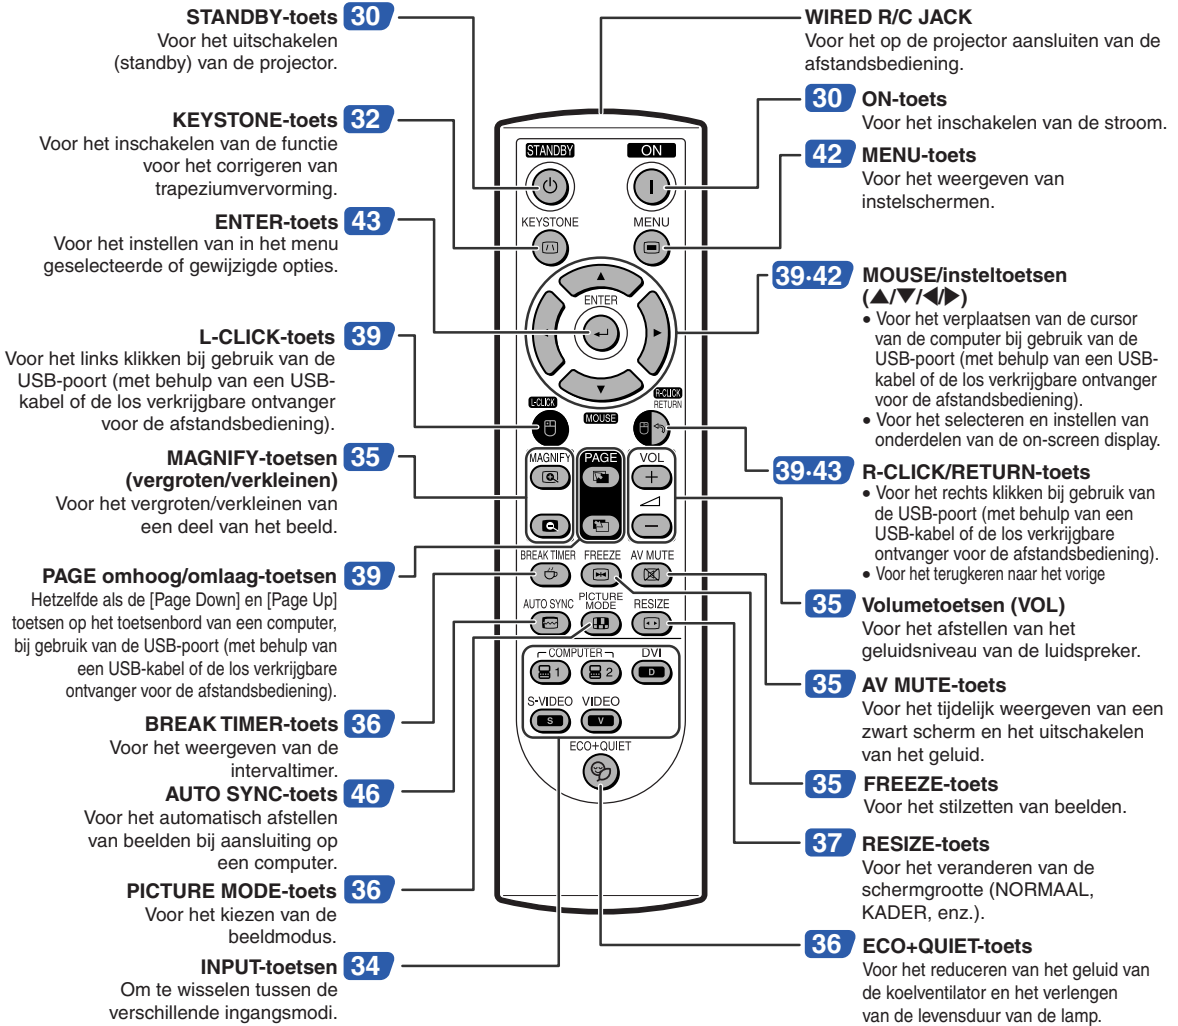 STANDBY-toets 30
Voor het uitschakelen
(standby) van de projector.
KEYSTONE-toets 32
Voor het inschakelen van de functie
voor het corrigeren van
trapeziumvervorming.
ENTER-toets 43
Voor het instellen van in het menu
geselecteerde of gewijzigde opties.
L-CLICK-toets 39
Voor het links klikken bij gebruik van de
USB-poort (met behulp van een USB-
kabel of de los verkrijgbare ontvanger
voor de afstandsbediening).
MAGNIFY-toetsen 35
(vergroten/verkleinen)
Voor het vergroten/verkleinen van
een deel van het beeld.
PAGE omhoog/omlaag-toetsen 39
Hetzelfde als de [Page Down] en [Page Up]
toetsen op het toetsenbord van een computer,
bij gebruik van de USB-poort (met behulp van
een USB-kabel of de los verkrijgbare
ontvanger voor de afstandsbediening).
BREAK TIMER-toets 36
Voor het weergeven van de
intervaltimer.
AUTO SYNC-toets 46
Voor het automatisch afstellen
van beelden bij aansluiting op
een computer.
PICTURE MODE-toets 36
Voor het kiezen van de
beeldmodus.
INPUT-toetsen 34
Om te wisselen tussen de
verschillende ingangsmodi.
STANDBY ON
KEYSTONE MENU
ENTER
L-CLICK R-CLICK
RETURN
MOUSE
MAGNIFY PAGE VOL
BREAK TIMER FREEZE AV MUTE
AUTO SYNC PICTURE MODE RESIZE
COMPUTER DVI
1 2 D
S-VIDEO VIDEO
S V
ECO+QUIET
WIRED R/C JACK
Voor het op de projector aansluiten van de
afstandsbediening.
30 ON-toets
Voor het inschakelen van de stroom.
42 MENU-toets
Voor het weergeven van
instelschermen.
39·42 MOUSE/insteltoetsen
(▲/▼/◀/▶)
• Voor het verplaatsen van de cursor
van de computer bij gebruik van de
USB-poort (met behulp van een USB-
kabel of de los verkrijgbare ontvanger
voor de afstandsbediening).
• Voor het selecteren en instellen van
onderdelen van de on-screen display.
39·43 R-CLICK/RETURN-toets
• Voor het rechts klikken bij gebruik van
de USB-poort (met behulp van een
USB-kabel of de los verkrijgbare
ontvanger voor de afstandsbediening).
• Voor het terugkeren naar het vorige
35 Volumetoetsen (VOL)
Voor het afstellen van het
geluidsniveau van de luidspreker.
35 AV MUTE-toets
Voor het tijdelijk weergeven van een
zwart scherm en het uitschakelen
van het geluid.
35 FREEZE-toets
Voor het stilzetten van beelden.
37 RESIZE-toets
Voor het veranderen van de
schermgrootte (NORMAAL,
KADER, enz.).
36 ECO+QUIET-toets
Voor het reduceren van het geluid van
de koelventilator en het verlengen
van de levensduur van de lamp.